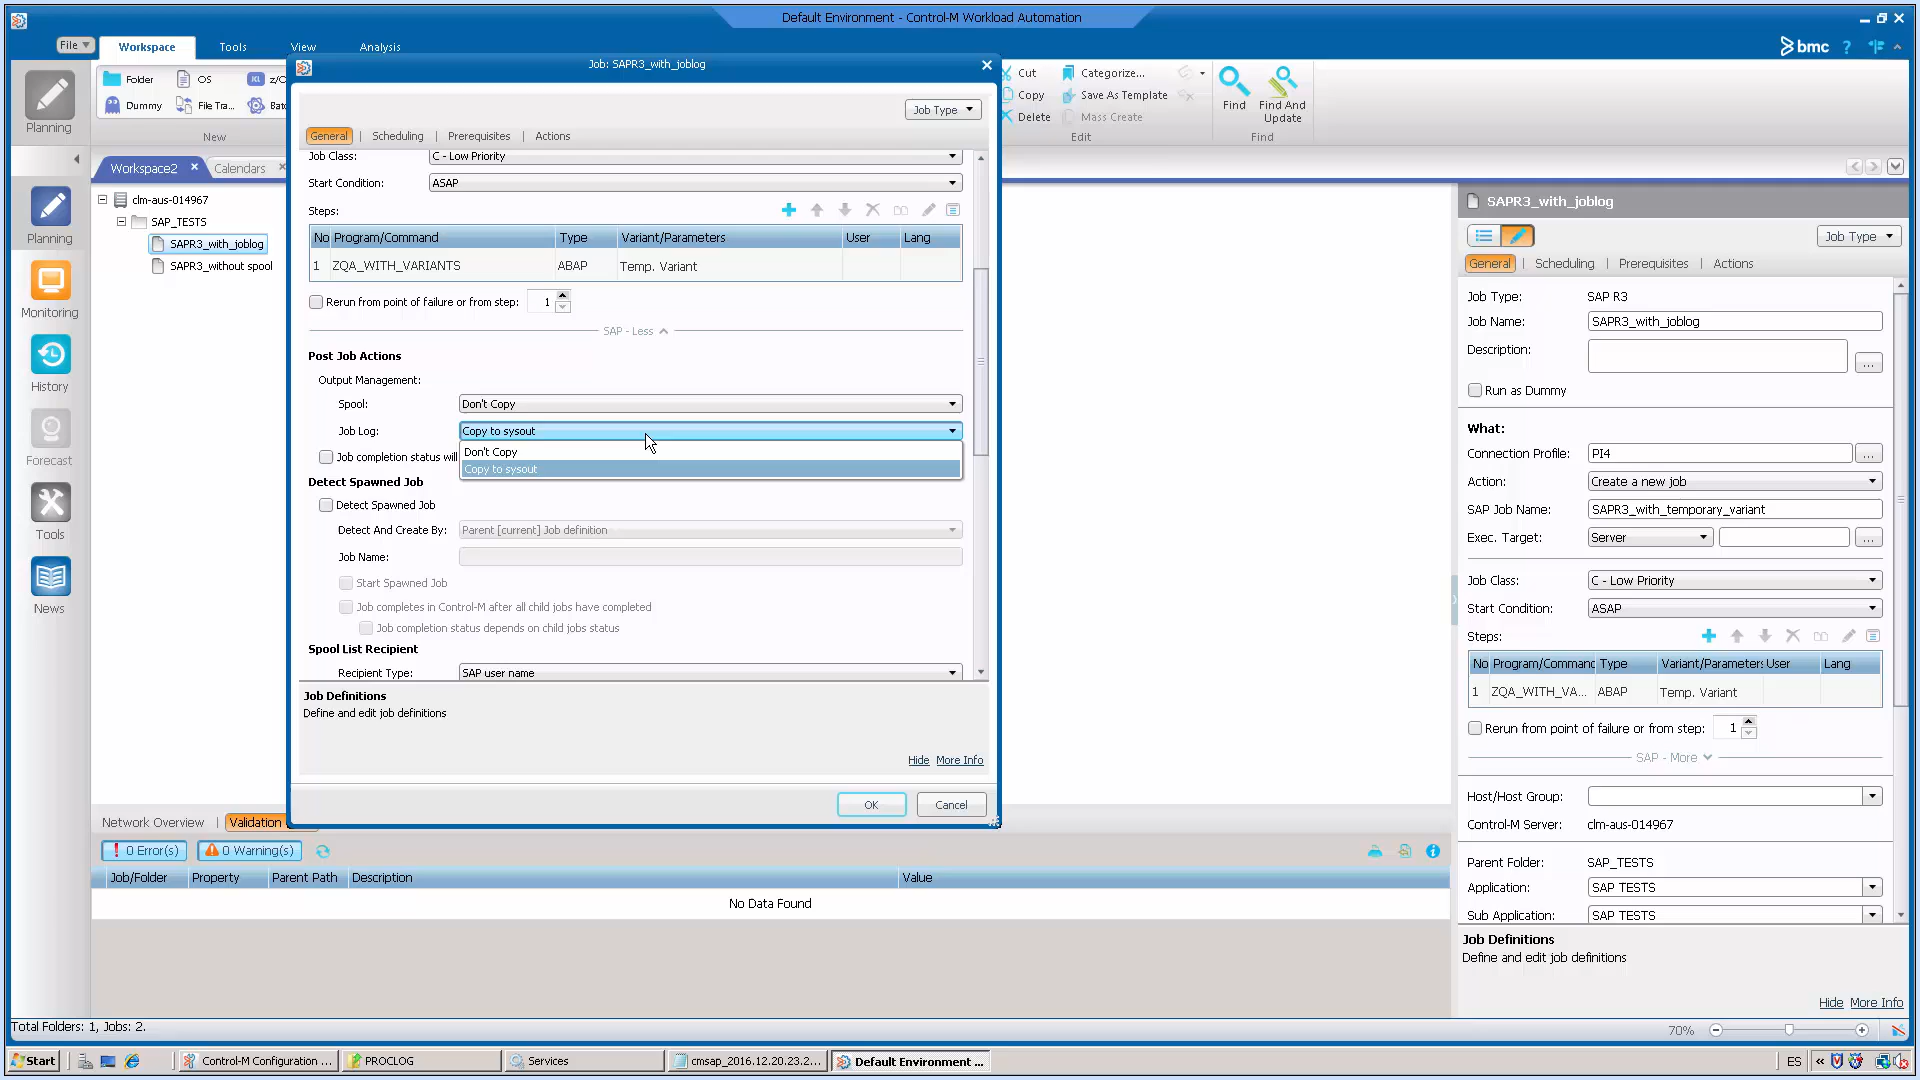 Default Environment - Control-M Workload Automation
File
Workspace
Tools
View
Analysis
bmc
?
Folder
OS
z/O
Dummy
File Tra...
Bat
New
Job: SAPR3_with_joblog
Cut
Copy
Delete
Categorize...
Save As Template
Mass Create
Edit
Find
Find And
Update
Find
Planning
Workspace2
Calendars
clm-aus-014967
SAP_TESTS
SAPR3_with_joblog
SAPR3_without spool
Planning
Monitoring
History
Forecast
Tools
News
Job Type
General | Scheduling | Prerequisites | Actions
Job Class: C - Low Priority
Start Condition: ASAP
Steps:
No Program/Command Type Variant/Parameters User Lang
1 ZQA_WITH_VARIANTS ABAP Temp. Variant
Rerun from point of failure or from step: 1
SAP - Less
Post Job Actions
Output Management:
Spool: Don't Copy
Job Log: Copy to sysout
Don't Copy
Copy to sysout
Job completion status will
Detect Spawned Job
Detect Spawned Job
Detect And Create By: Parent [current] Job definition
Job Name:
Start Spawned Job
Job completes in Control-M after all child jobs have completed
Job completion status depends on child jobs status
Spool List Recipient
Recipient Type: SAP user name
Job Definitions
Define and edit job definitions
Hide More Info
OK Cancel
SAPR3_with_joblog
Job Type
General | Scheduling | Prerequisites | Actions
Job Type: SAP R3
Job Name: SAPR3_with_joblog
Description:
...
Run as Dummy
What:
Connection Profile: PI4 ...
Action: Create a new job
SAP Job Name: SAPR3_with_temporary_variant
Exec. Target: Server ...
Job Class: C - Low Priority
Start Condition: ASAP
Steps:
No Program/Command Type Variant/Parameters User Lang
1 ZQA_WITH_VA... ABAP Temp. Variant
Rerun from point of failure or from step: 1
SAP - More
Host/Host Group:
Control-M Server: clm-aus-014967
Parent Folder: SAP_TESTS
Application: SAP TESTS
Sub Application: SAP TESTS
Job Definitions
Define and edit job definitions
Hide More Info
Network Overview | Validation
0 Error(s) 0 Warning(s)
Job/Folder Property Parent Path Description Value
No Data Found
Total Folders: 1, Jobs: 2.
70%
Start
Control-M Configuration ...
PROCLOG
Services
cmsap_2016.12.20.23.2...
Default Environment ...
ES
«